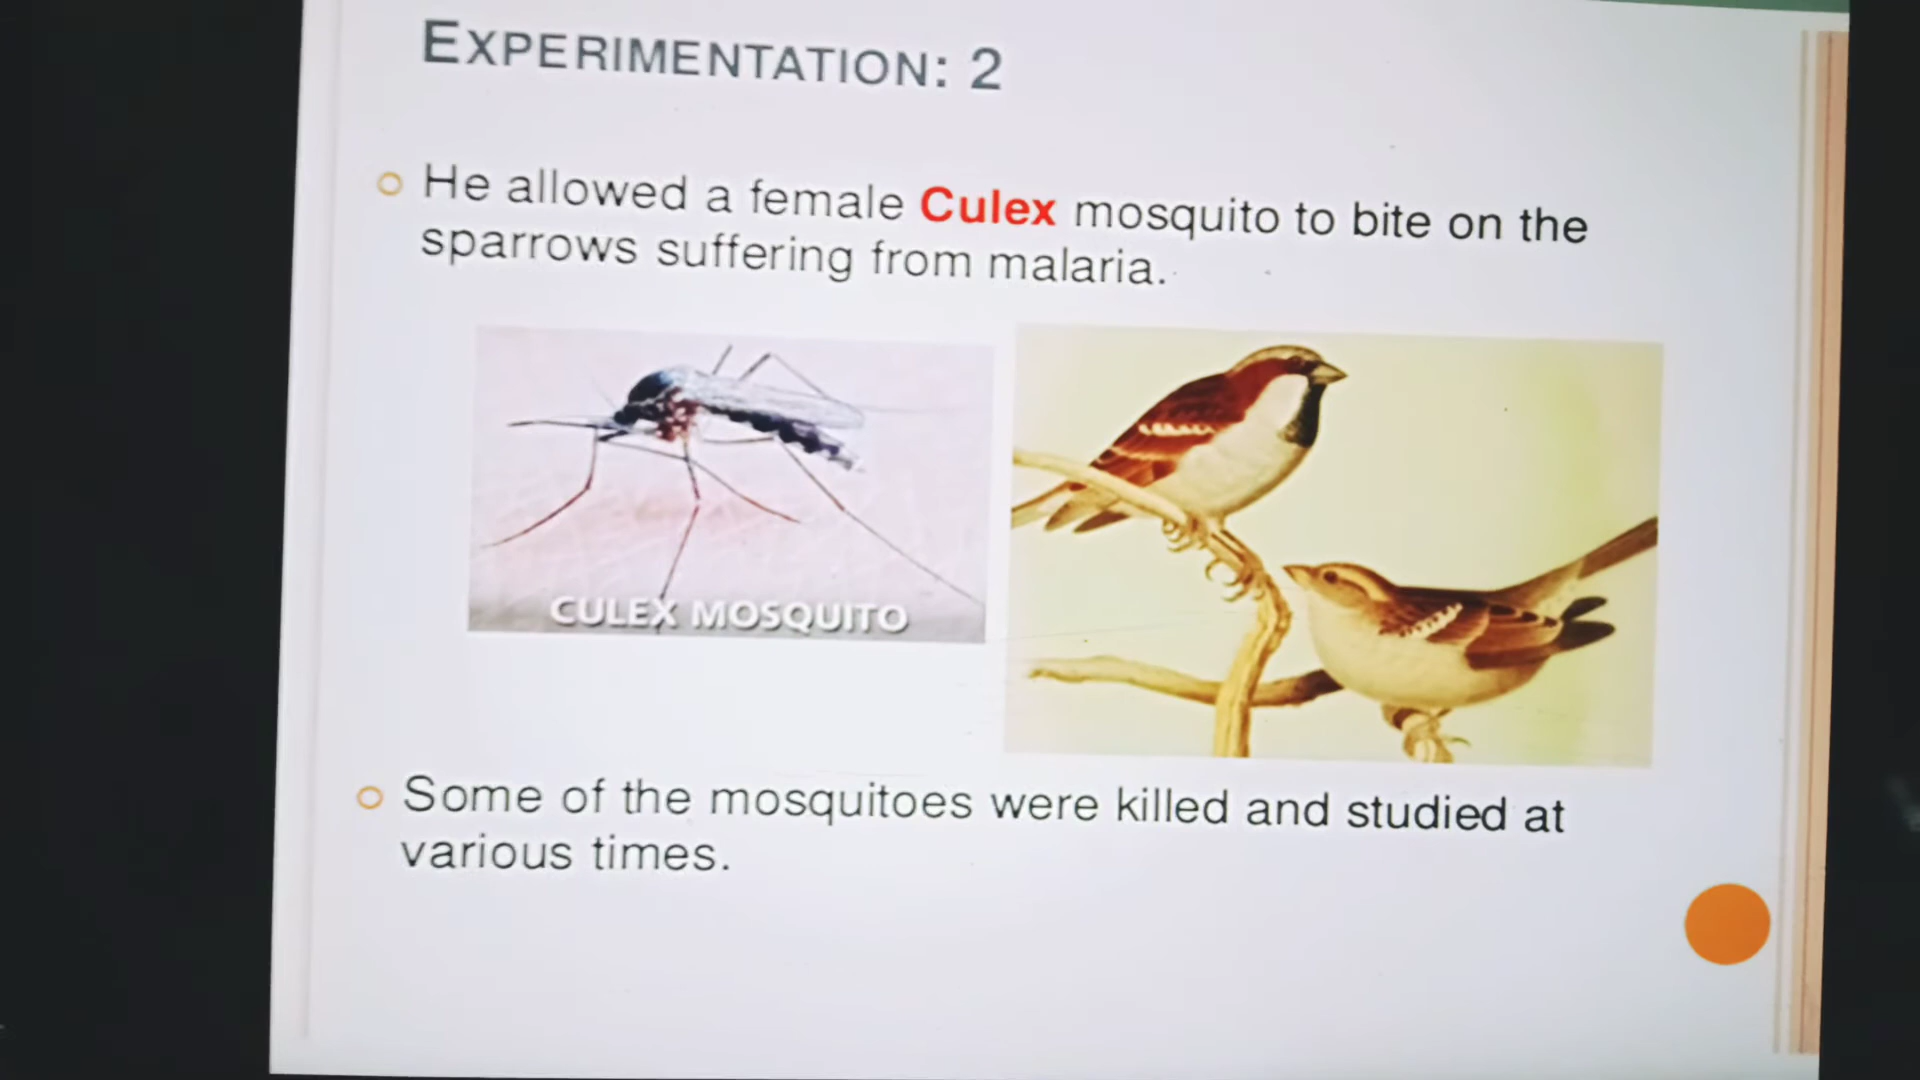 EXPERIMENTATION: 2
He allowed a female Culex mosquito to bite on the
sparrows suffering from malaria.
CULEX MOSQUITO
Some of the mosquitoes were killed and studied at
various times.